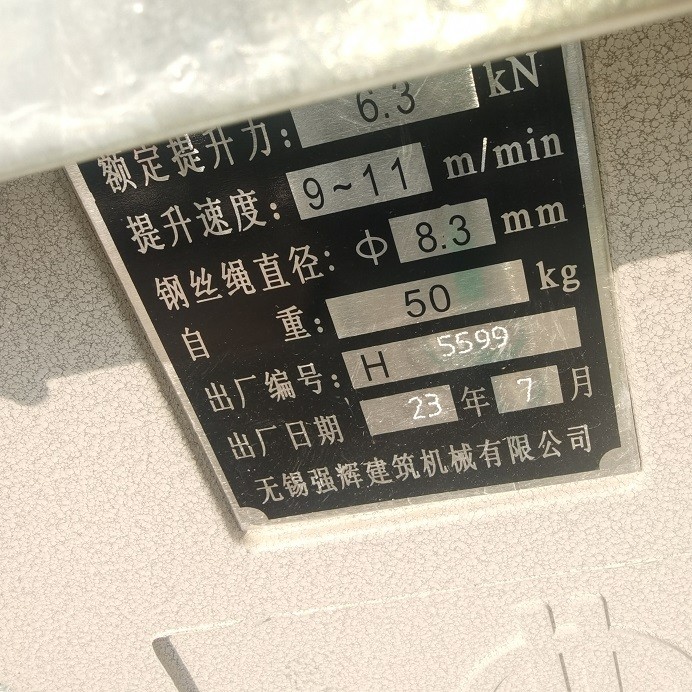 额定提升力: 6.3 kN
提升速度: 9~11 m/min
钢丝绳直径: Φ 8.3 mm
自 重: 50 kg
出厂编号: H 5599
出厂日期 23 年 7 月
无锡强辉建筑机械有限公司